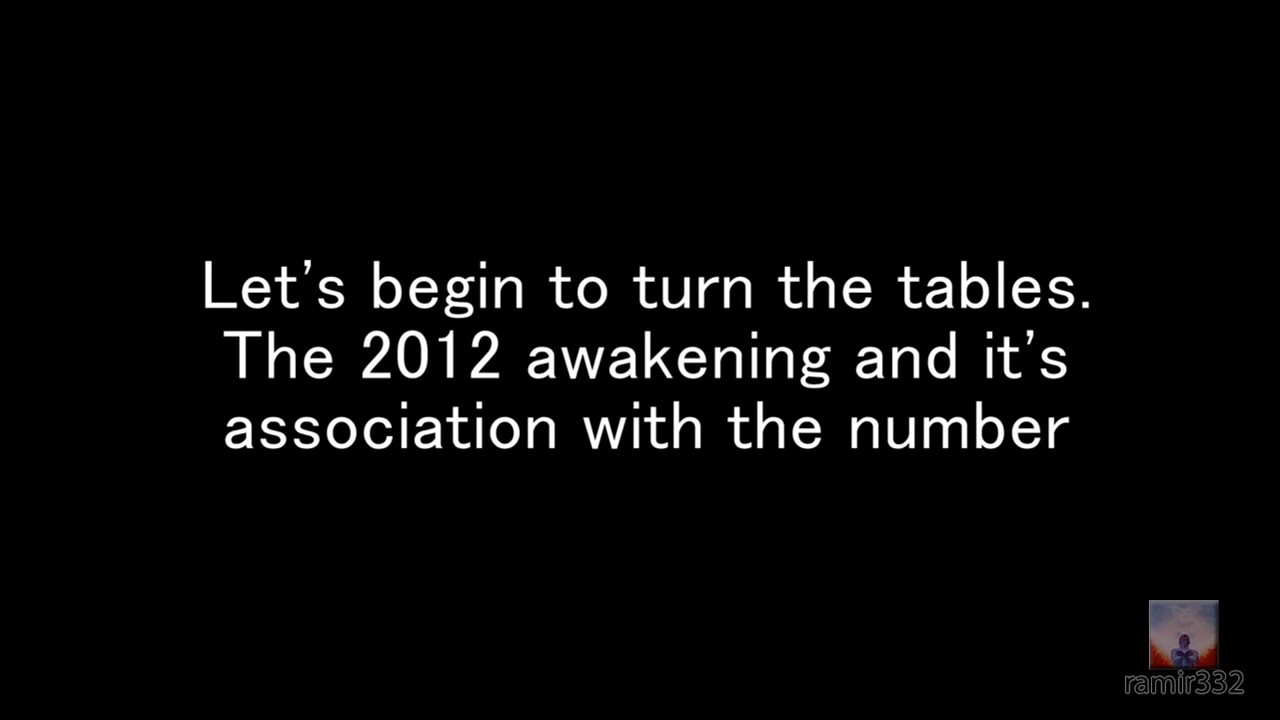 Let's begin to turn the tables.
The 2012 awakening and it's
association with the number
ramir332